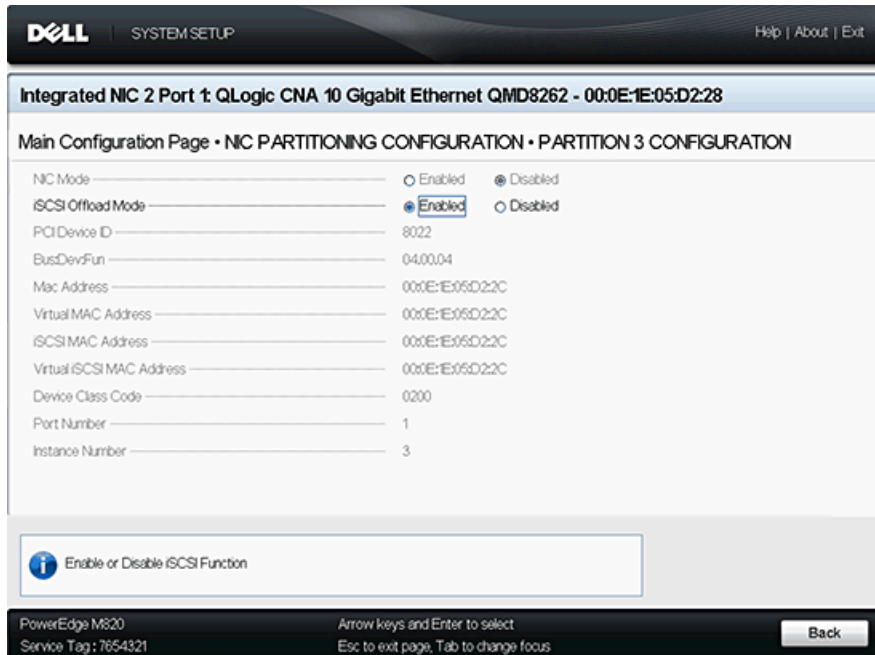 DELL SYSTEM SETUP Help | About | Exit
Integrated NIC 2 Port 1: QLogic CNA 10 Gigabit Ethernet QMD8262 - 00:0E:1E:05:D2:28
Main Configuration Page • NIC PARTITIONING CONFIGURATION • PARTITION 3 CONFIGURATION
NIC Mode Enabled Disabled
iSCSI Offload Mode Enabled Disabled
PCI Device ID 8022
Bus:Dev:Fun 04:00:04
Mac Address 00:0E:1E:05:D2:2C
Virtual MAC Address 00:0E:1E:05:D2:2C
iSCSI MAC Address 00:0E:1E:05:D2:2C
Virtual iSCSI MAC Address 00:0E:1E:05:D2:2C
Device Class Code 0200
Port Number 1
Instance Number 3
Enable or Disable iSCSI Function
PowerEdge M820 Arrow keys and Enter to select
Service Tag : 7654321 Esc to exit page, Tab to change focus
Back